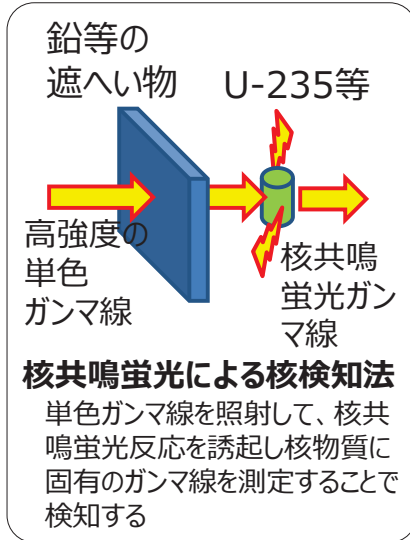 鉛等の
遮へい物
U-235等
高強度の
単色
ガンマ線
核共鳴
蛍光ガン
マ線
核共鳴蛍光による核検知法
単色ガンマ線を照射して、核共
鳴蛍光反応を誘起し核物質に
固有のガンマ線を測定することで
検知する